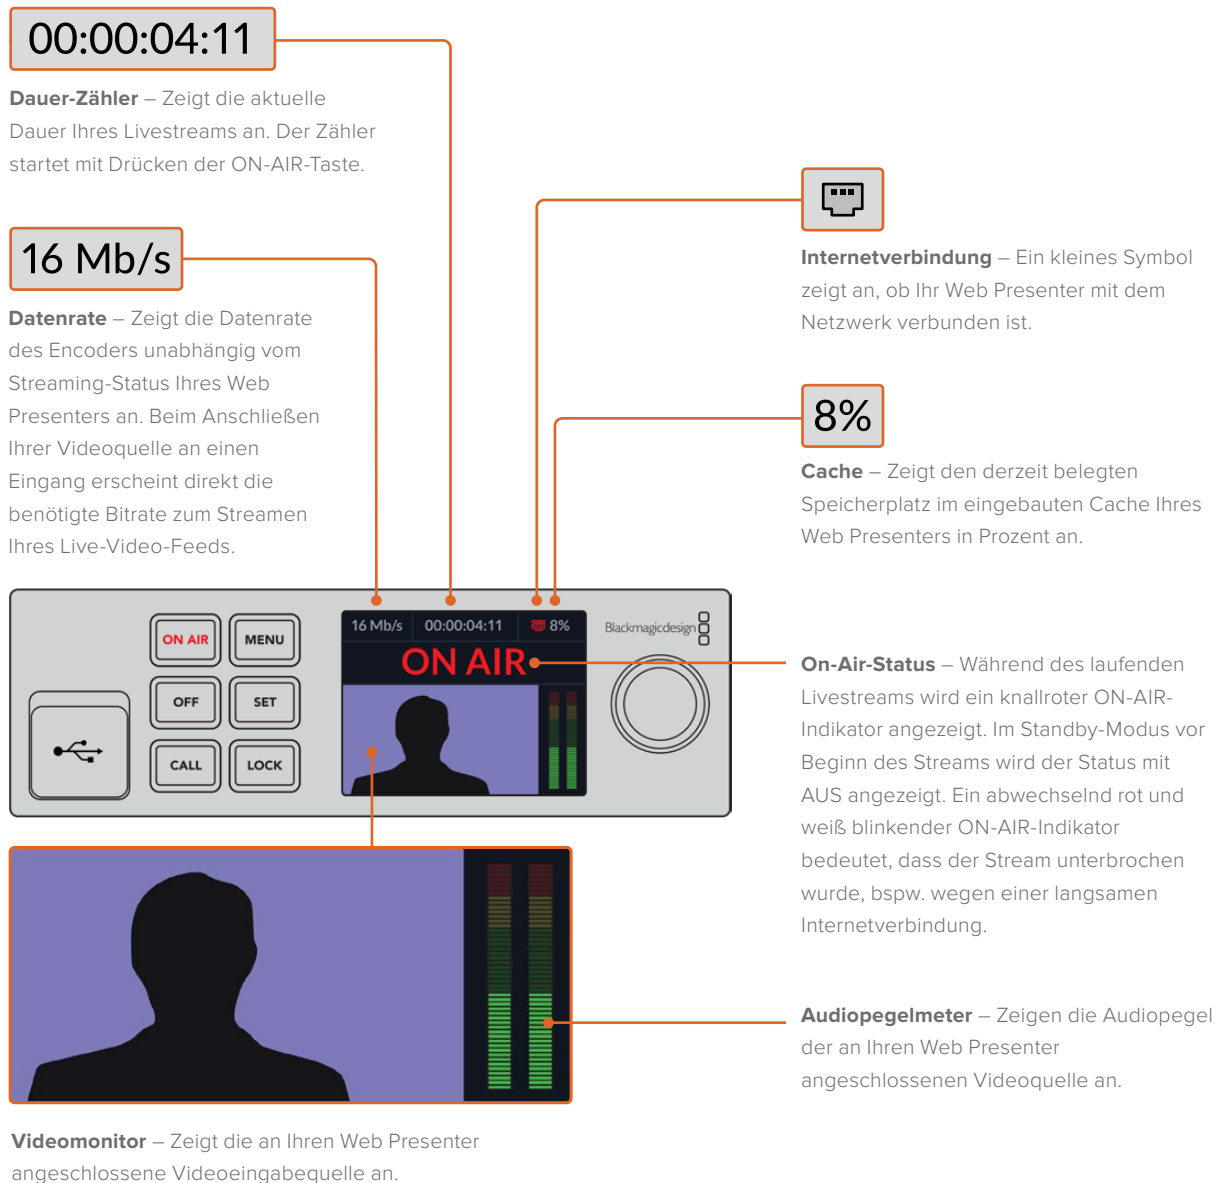 00:00:04:11
Dauer-Zähler – Zeigt die aktuelle
Dauer Ihres Livestreams an. Der Zähler
startet mit Drücken der ON-AIR-Taste.
16 Mb/s
Datenrate – Zeigt die Datenrate
des Encoders unabhängig vom
Streaming-Status Ihres Web
Presenters an. Beim Anschließen
Ihrer Videoquelle an einen
Eingang erscheint direkt die
benötigte Bitrate zum Streamen
Ihres Live-Video-Feeds.
Internetverbindung – Ein kleines Symbol
zeigt an, ob Ihr Web Presenter mit dem
Netzwerk verbunden ist.
8%
Cache – Zeigt den derzeit belegten
Speicherplatz im eingebauten Cache Ihres
Web Presenters in Prozent an.
ON AIR
MENU
OFF
SET
CALL
LOCK
16 Mb/s 00:00:04:11 8%
ON AIR
Blackmagicdesign
On-Air-Status – Während des laufenden
Livestreams wird ein knallroter ON-AIR-
Indikator angezeigt. Im Standby-Modus vor
Beginn des Streams wird der Status mit
AUS angezeigt. Ein abwechselnd rot und
weiß blinkender ON-AIR-Indikator
bedeutet, dass der Stream unterbrochen
wurde, bspw. wegen einer langsamen
Internetverbindung.
Audiopegelmeter – Zeigen die Audiopegel
der an Ihren Web Presenter
angeschlossenen Videoquelle an.
Videomonitor – Zeigt die an Ihren Web Presenter
angeschlossene Videoeingabequelle an.